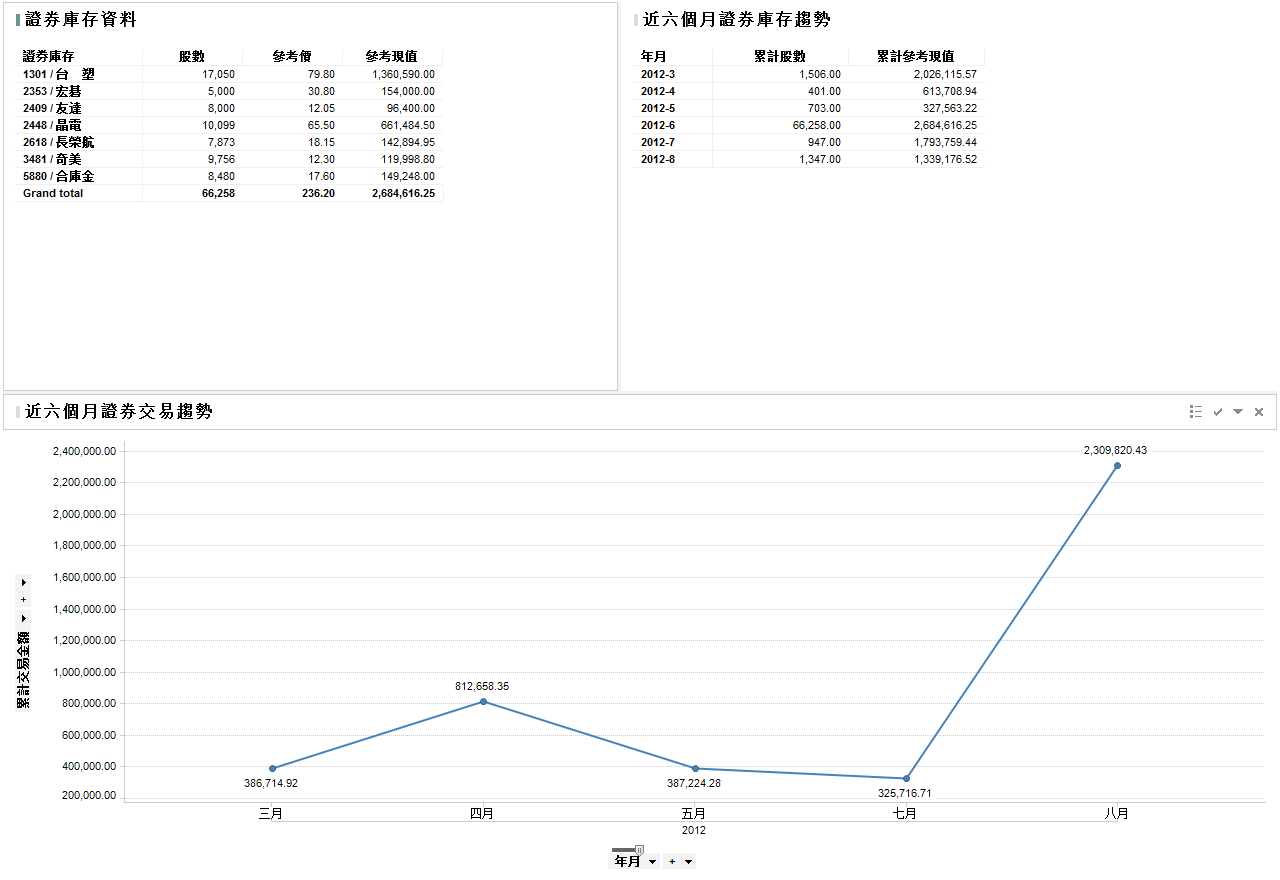 證券庫存資料
證券庫存 股數 參考價 參考現值
1301 / 台　塑 17,050 79.80 1,360,590.00
2353 / 宏碁 5,000 30.80 154,000.00
2409 / 友達 8,000 12.05 96,400.00
2448 / 晶電 10,099 65.50 661,484.50
2618 / 長榮航 7,873 18.15 142,894.95
3481 / 奇美 9,756 12.30 119,998.80
5880 / 合庫金 8,480 17.60 149,248.00
Grand total 66,258 236.20 2,684,616.25
近六個月證券庫存趨勢
年月 累計股數 累計參考現值
2012-3 1,506.00 2,026,115.57
2012-4 401.00 613,708.94
2012-5 703.00 327,563.22
2012-6 66,258.00 2,684,616.25
2012-7 947.00 1,793,759.44
2012-8 1,347.00 1,339,176.52
近六個月證券交易趨勢
累計交易金額
+
2,400,000.00
2,200,000.00
2,000,000.00
1,800,000.00
1,600,000.00
1,400,000.00
1,200,000.00
1,000,000.00
800,000.00
600,000.00
400,000.00
200,000.00
386,714.92
812,658.35
387,224.28
325,716.71
2,309,820.43
三月 四月 五月 七月 八月
2012
年月 +